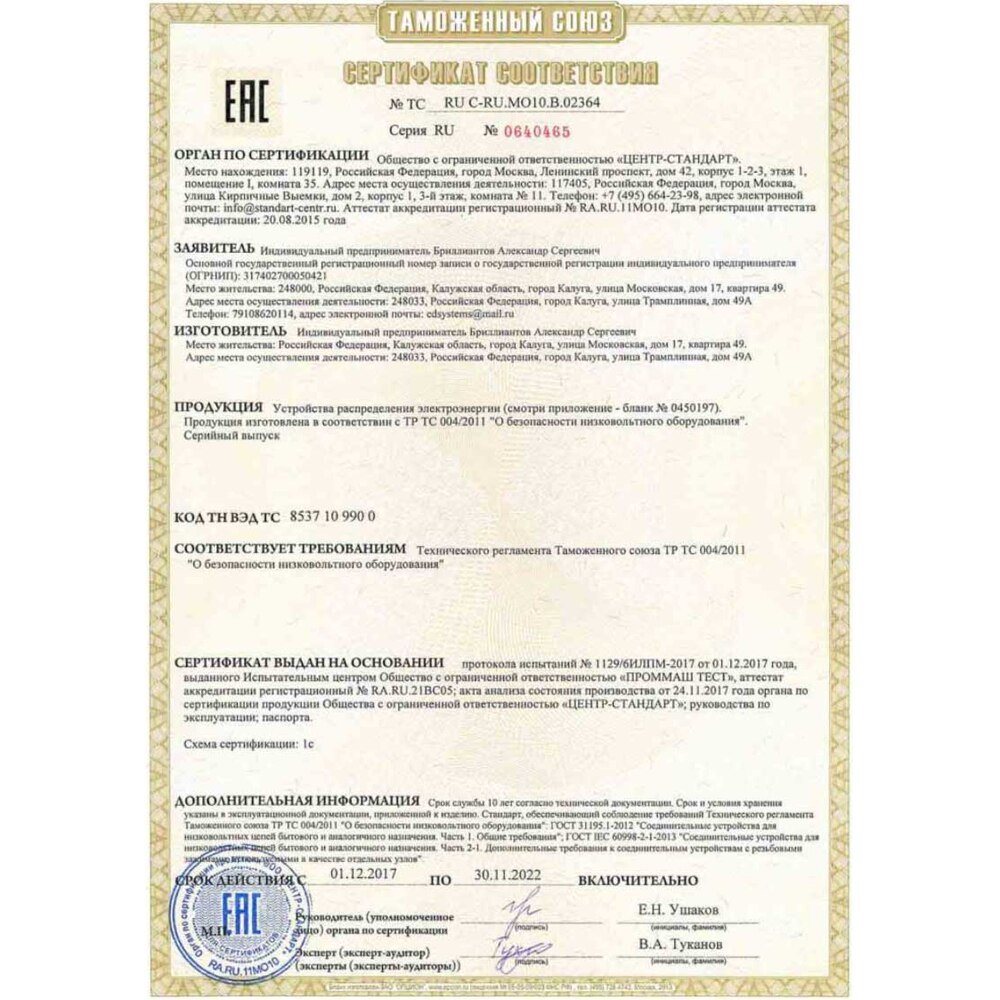 ТАМОЖЕННЫЙ СОЮЗ
СЕРТИФИКАТ СООТВЕТСТВИЯ
ЕАС
№ ТС RU C-RU.МО10.В.02364
Серия RU № 0640465
ОРГАН ПО СЕРТИФИКАЦИИ Общество с ограниченной ответственностью «ЦЕНТР-СТАНДАРТ».
Место нахождения: 119119, Российская Федерация, город Москва, Ленинский проспект, дом 42, корпус 1-2-3, этаж 1,
помещение I, комната 35. Адрес места осуществления деятельности: 117405, Российская Федерация, город Москва,
улица Кирпичные Выемки, дом 2, корпус 1, 3-й этаж, комната № 11. Телефон: +7 (495) 664-23-98, адрес электронной
почты: info@standart-centr.ru. Аттестат аккредитации регистрационный № RA.RU.11МО10. Дата регистрации аттестата
аккредитации: 20.08.2015 года
ЗАЯВИТЕЛЬ Индивидуальный предприниматель Бриллиантов Александр Сергеевич
Основной государственный регистрационный номер записи о государственной регистрации индивидуального предпринимателя
(ОГРНИП): 317402700050421
Место жительства: 248000, Российская Федерация, Калужская область, город Калуга, улица Московская, дом 17, квартира 49.
Адрес места осуществления деятельности: 248033, Российская Федерация, город Калуга, улица Трамплинная, дом 49А
Телефон: 79108620114, адрес электронной почты: edsystems@mail.ru
ИЗГОТОВИТЕЛЬ Индивидуальный предприниматель Бриллиантов Александр Сергеевич
Место жительства: Российская Федерация, Калужская область, город Калуга, улица Московская, дом 17, квартира 49.
Адрес места осуществления деятельности: 248033, Российская Федерация, город Калуга, улица Трамплинная, дом 49А
ПРОДУКЦИЯ Устройства распределения электроэнергии (смотри приложение - бланк № 0450197).
Продукция изготовлена в соответствии с ТР ТС 004/2011 "О безопасности низковольтного оборудования".
Серийный выпуск
КОД ТН ВЭД ТС 8537 10 990 0
СООТВЕТСТВУЕТ ТРЕБОВАНИЯМ Технического регламента Таможенного союза ТР ТС 004/2011
"О безопасности низковольтного оборудования"
СЕРТИФИКАТ ВЫДАН НА ОСНОВАНИИ протокола испытаний № 1129/6ИЛПМ-2017 от 01.12.2017 года,
выданного Испытательным центром Общество с ограниченной ответственностью «ПРОММАШ ТЕСТ», аттестат
аккредитации регистрационный № RA.RU.21ВС05; акта анализа состояния производства от 24.11.2017 года органа по
сертификации продукции Общества с ограниченной ответственностью «ЦЕНТР-СТАНДАРТ»; руководства по
эксплуатации; паспорта.
Схема сертификации: 1с
ДОПОЛНИТЕЛЬНАЯ ИНФОРМАЦИЯ Срок службы 10 лет согласно технической документации. Срок и условия хранения
указаны в эксплуатационной документации, приложенной к изделию. Стандарт, обеспечивающий соблюдение требований Технического регламента
Таможенного союза ТР ТС 004/2011 "О безопасности низковольтного оборудования": ГОСТ 31195.1-2012 "Соединительные устройства для
низковольтных цепей бытового и аналогичного назначения. Часть 1. Общие требования"; ГОСТ IEC 60998-2-1-2013 "Соединительные устройства для
низковольтных цепей бытового и аналогичного назначения. Часть 2-1. Дополнительные требования к соединительным устройствам с резьбовыми
зажимами, используемыми в качестве отдельных узлов"
СРОК ДЕЙСТВИЯ С 01.12.2017 ПО 30.11.2022 ВКЛЮЧИТЕЛЬНО
М.П.
Руководитель (уполномоченное
лицо) органа по сертификации
(подпись)
Е.Н. Ушаков
(инициалы, фамилия)
Эксперт (эксперт-аудитор)
(эксперты (эксперты-аудиторы))
(подпись)
В.А. Туканов
(инициалы, фамилия)
ЕАС
ДЛЯ СЕРТИФИКАТОВ
RA.RU.11МО10